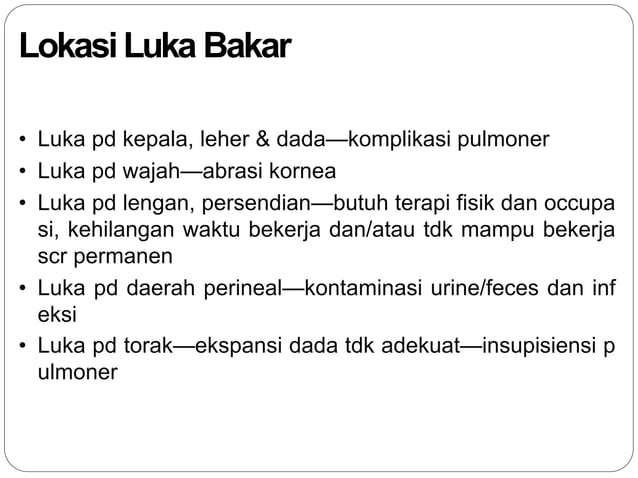 Lokasi Luka Bakar
• Luka pd kepala, leher & dada—komplikasi pulmoner
• Luka pd wajah—abrasi kornea
• Luka pd lengan, persendian—butuh terapi fisik dan occupa
si, kehilangan waktu bekerja dan/atau tdk mampu bekerja
scr permanen
• Luka pd daerah perineal—kontaminasi urine/feces dan inf
eksi
• Luka pd torak—ekspansi dada tdk adekuat—insupisiensi p
ulmoner